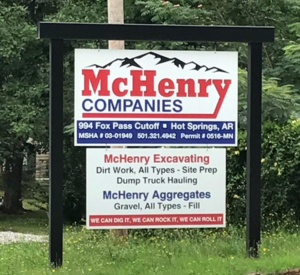 McHenry
COMPANIES
994 Fox Pass Cutoff ■ Hot Springs, AR
MSHA # 03-01949 501.321.4942 Permit # 0516-MN
McHenry Excavating
Dirt Work, All Types - Site Prep
Dump Truck Hauling
McHenry Aggregates
Gravel, All Types - Fill
WE CAN DIG IT, WE CAN ROCK IT, WE CAN ROLL IT